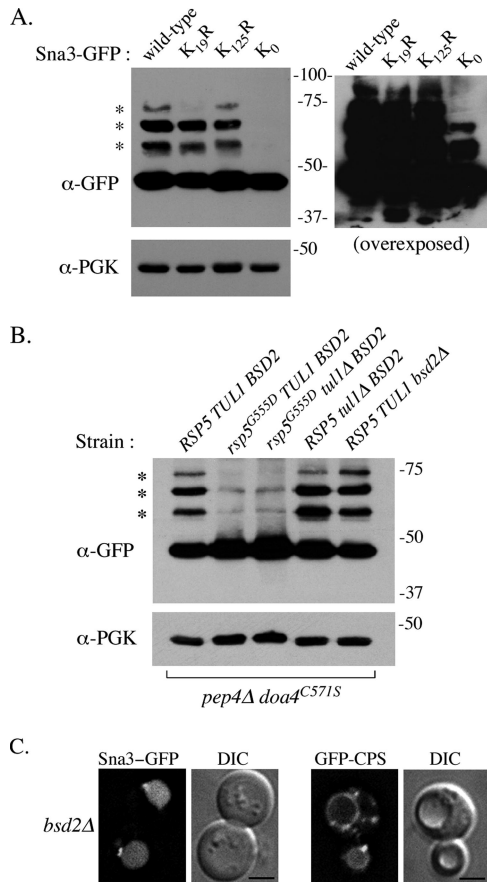 A.
Sna3-GFP :
wild-type K19R K125R K0
wild-type K19R K125R K0
-100-
-75-
*
*
*
-50-
α-GFP
-37-
(overexposed)
-50
α-PGK
B.
Strain :
RSP5 TUL1 BSD2
rsp5G555D TUL1 BSD2
rsp5G555D tul1Δ BSD2
RSP5 tul1Δ BSD2
RSP5 TUL1 bsd2Δ
-75
*
*
*
-50
α-GFP
-37
-50
α-PGK
pep4Δ doa4C571S
C.
Sna3-GFP DIC GFP-CPS DIC
bsd2Δ